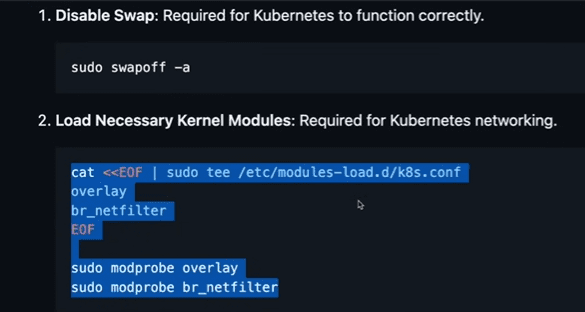 1. Disable Swap: Required for Kubernetes to function correctly.
sudo swapoff -a
2. Load Necessary Kernel Modules: Required for Kubernetes networking.
cat <<EOF | sudo tee /etc/modules-load.d/k8s.conf
overlay
br_netfilter
EOF
sudo modprobe overlay
sudo modprobe br_netfilter